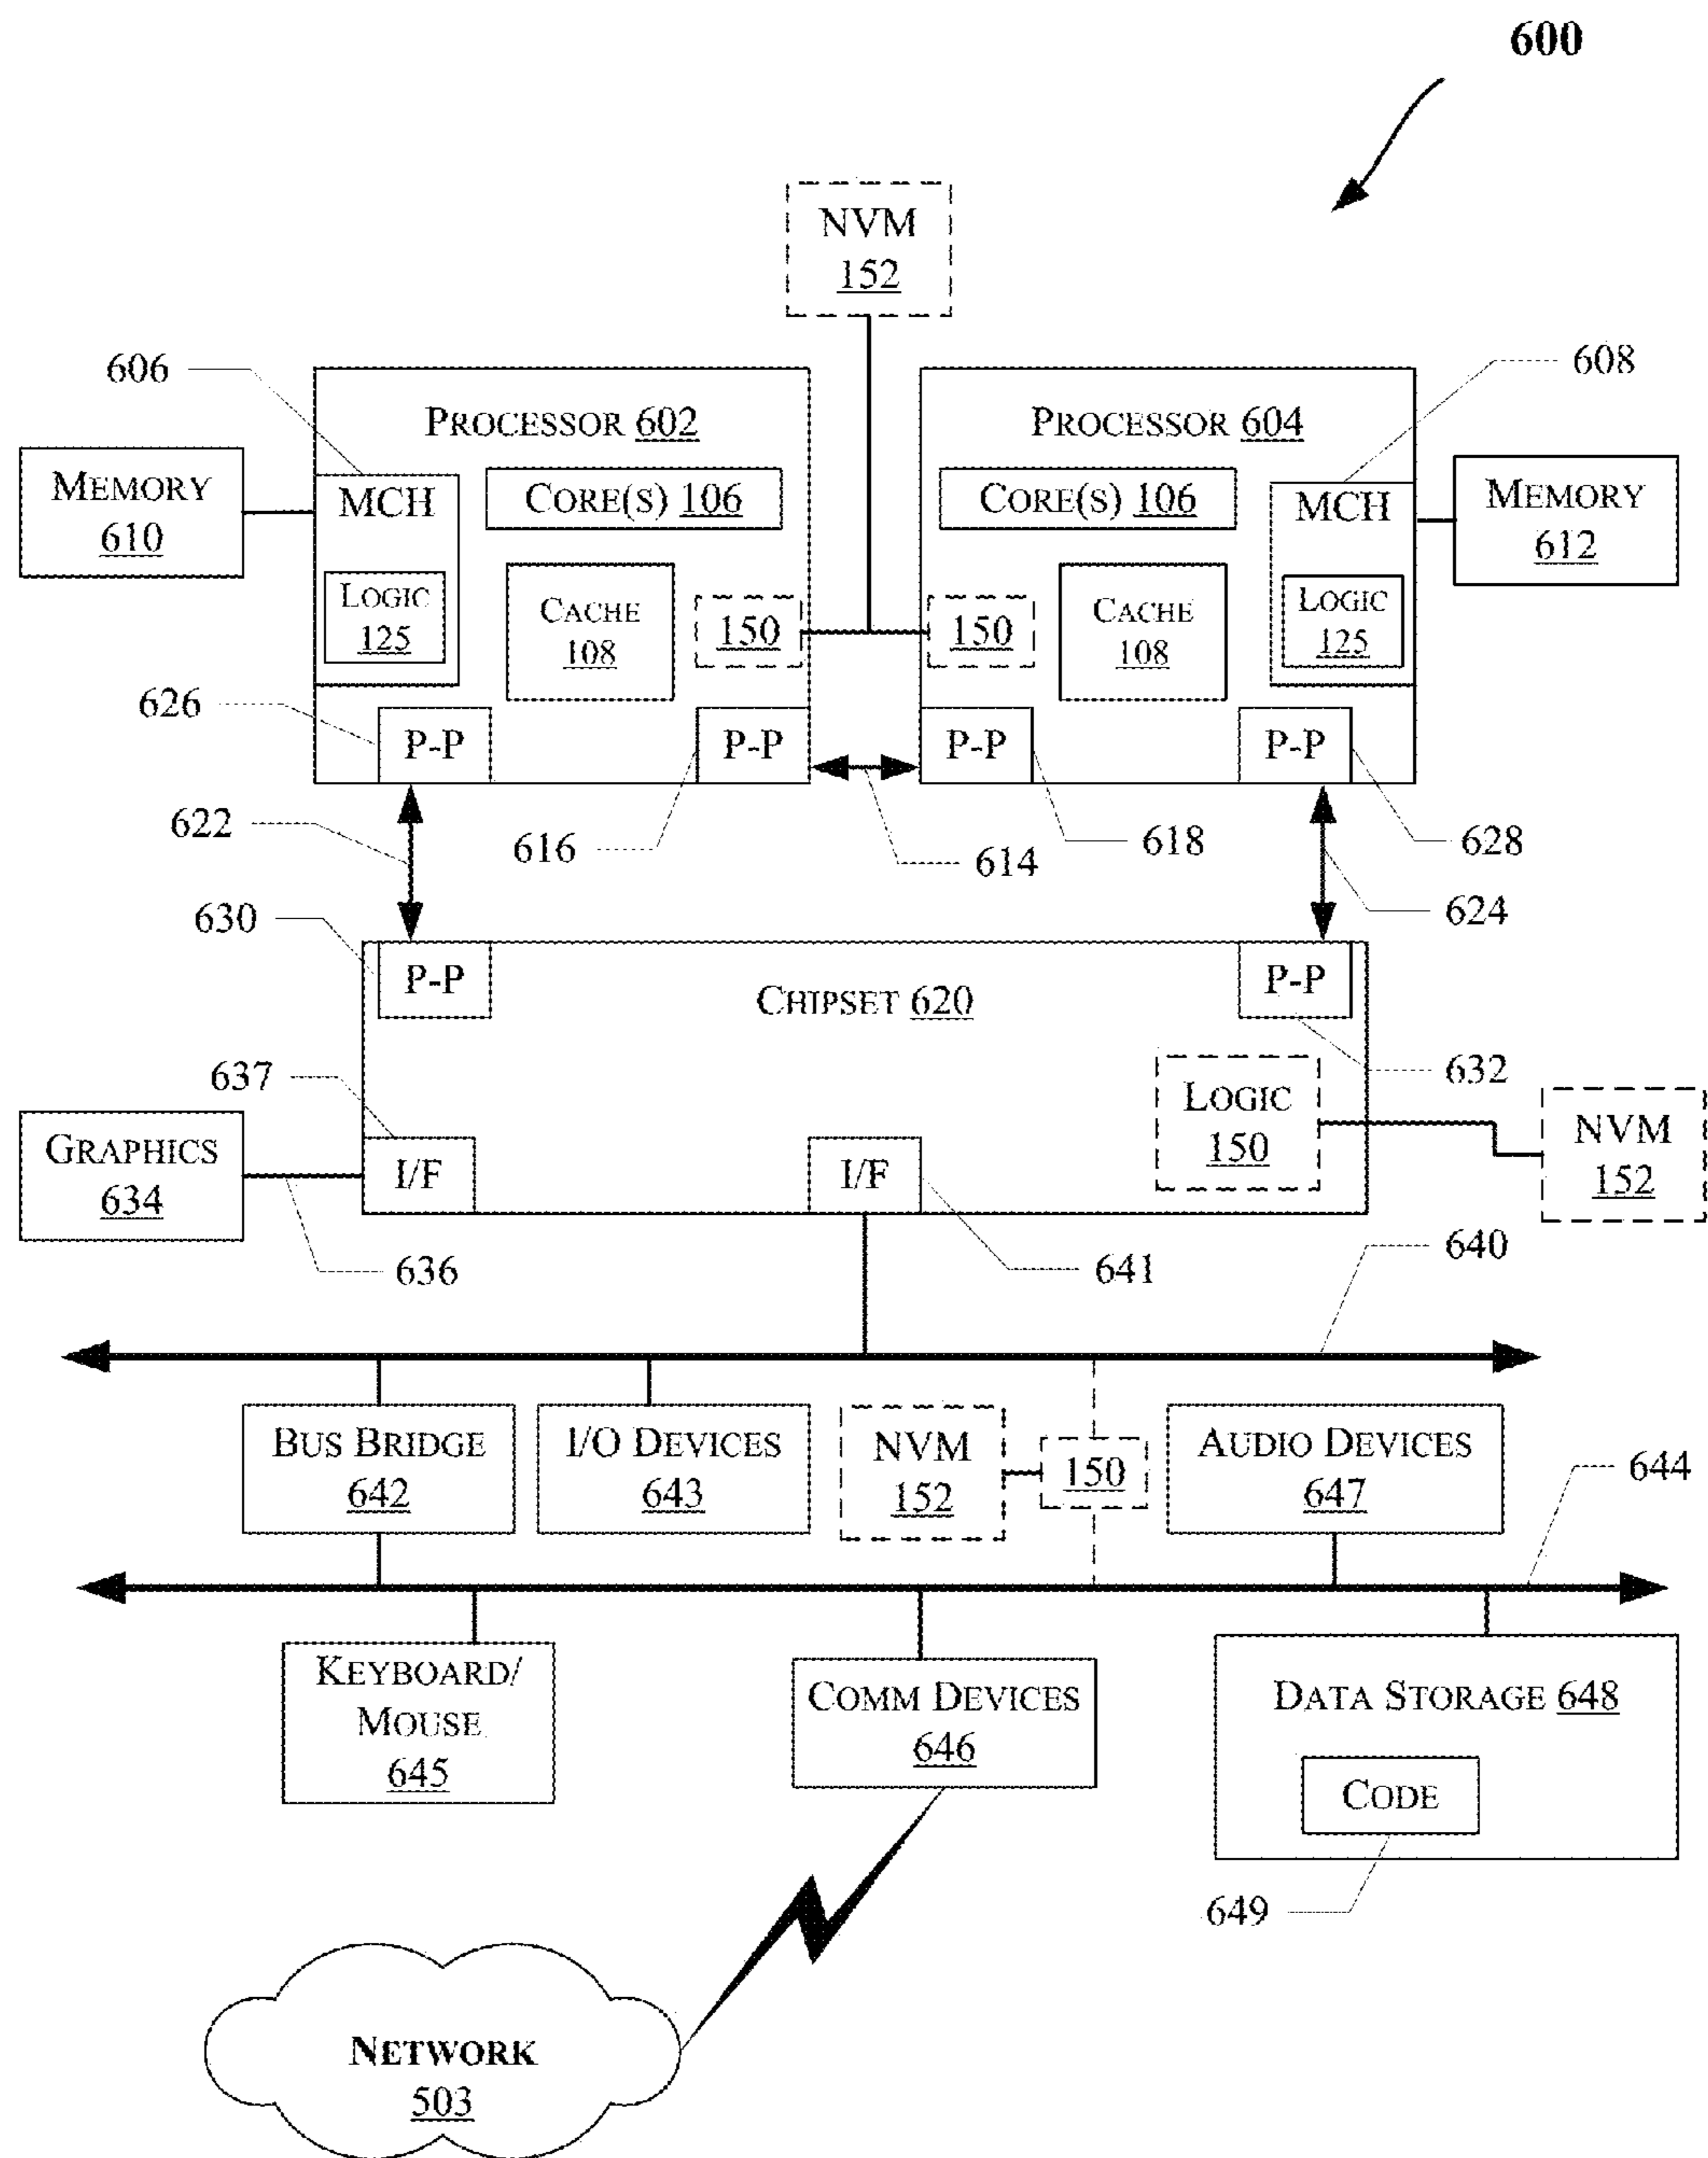 600
NVM
152
606
608
PROCESSOR 602
PROCESSOR 604
MEMORY
610
MCH
CORE(S) 106
CORE(S) 106
MCH
MEMORY
612
LOGIC
125
CACHE
108
150
150
CACHE
108
LOGIC
125
626
P-P
P-P
P-P
P-P
622
616
614
618
628
630
624
P-P
CHIPSET 620
P-P
637
632
LOGIC
150
GRAPHICS
634
I/F
I/F
NVM
152
636
641
640
BUS BRIDGE
642
I/O DEVICES
643
NVM
152
150
AUDIO DEVICES
647
644
KEYBOARD/
MOUSE
645
COMM DEVICES
646
DATA STORAGE 648
CODE
649
NETWORK
503